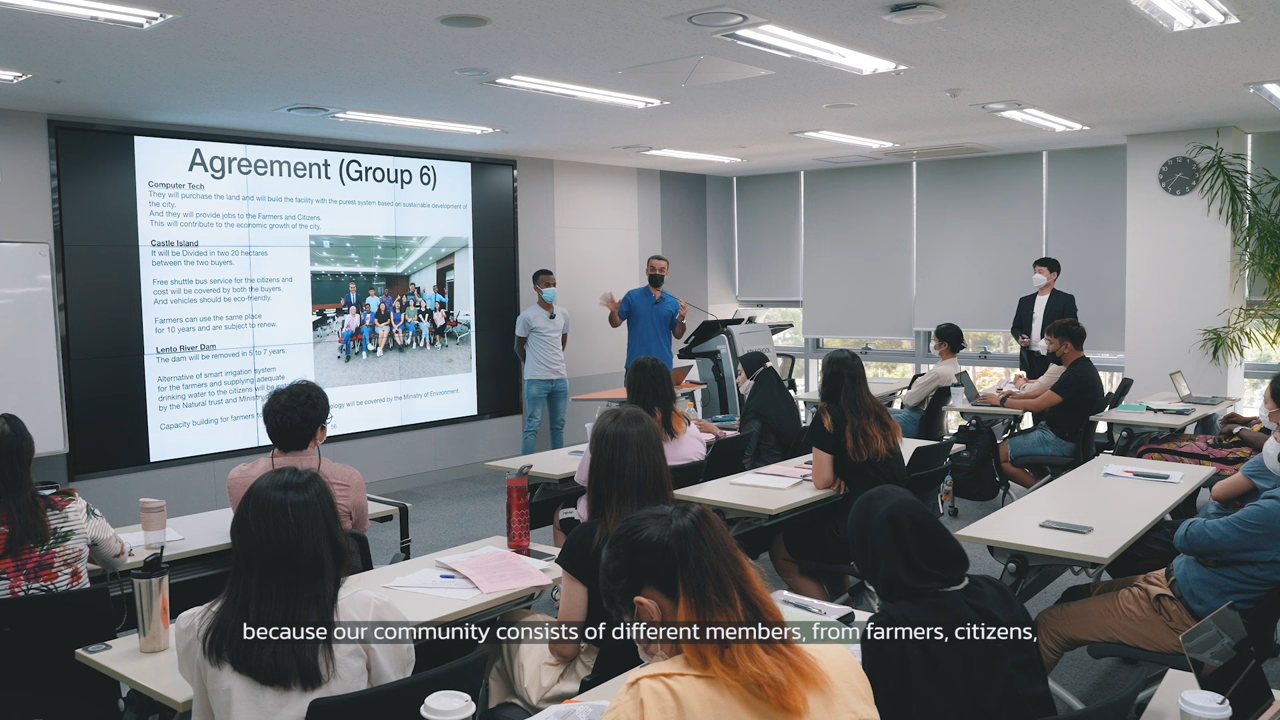 Agreement (Group 6)
Computer Tech
They will purchase the land and will build the facility with the purest system based on sustainable development of
the city.
And they will provide jobs to the Farmers and Citizens.
This will contribute to the economic growth of the city.
Castle Island
It will be Divided in two 20 hectares
between the two buyers.
Free shuttle bus service for the citizens and
cost will be covered by both the buyers.
And vehicles should be eco-friendly.
Farmers can use the same place
for 10 years and are subject to renew.
Lento River Dam
The dam will be removed in 5 to 7 years.
Alternative of smart irrigation system
for the farmers and supplying adequate
drinking water to the citizens will be
by the Natural trust and Ministry
Capacity building for farmers
will be covered by the Ministry of Environment.
because our community consists of different members, from farmers, citizens,